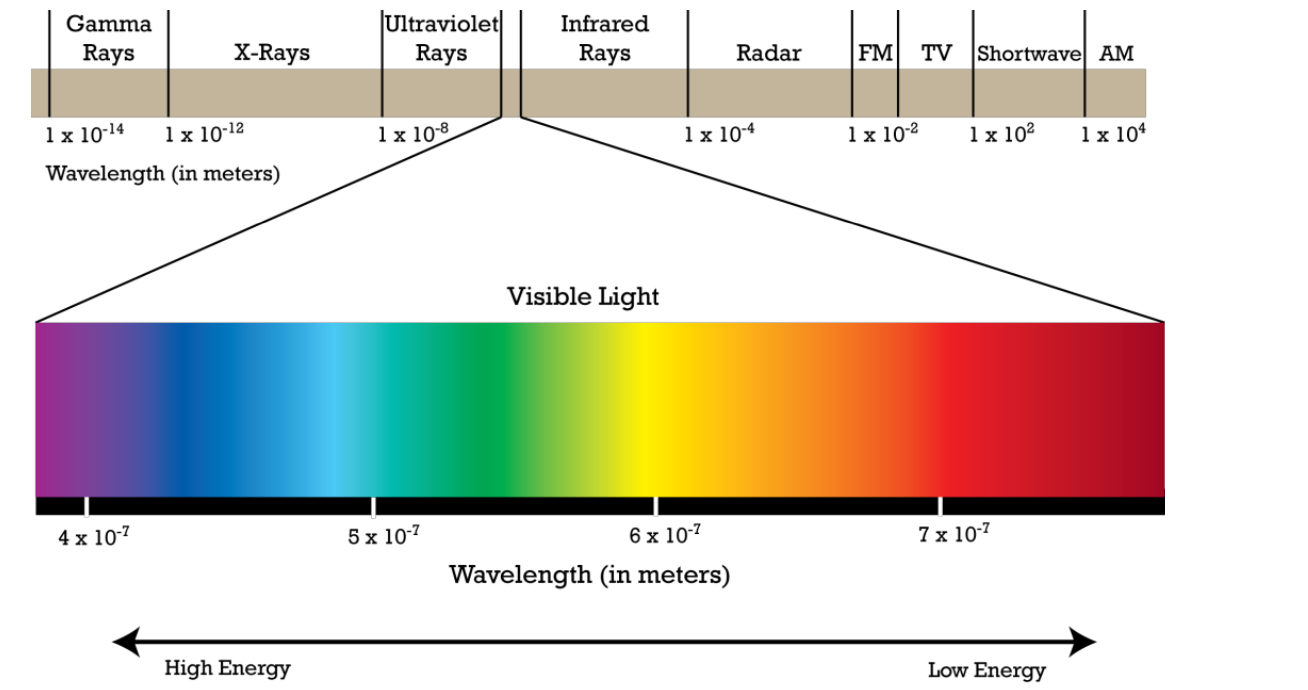 Gamma Rays
X-Rays
Ultraviolet Rays
Infrared Rays
Radar
FM
TV
Shortwave
AM
1 x 10⁻¹⁴
1 x 10⁻¹²
1 x 10⁻⁸
1 x 10⁻⁴
1 x 10⁻²
1 x 10²
1 x 10⁴
Wavelength (in meters)
Visible Light
4 x 10⁻⁷
5 x 10⁻⁷
6 x 10⁻⁷
7 x 10⁻⁷
Wavelength (in meters)
High Energy
Low Energy